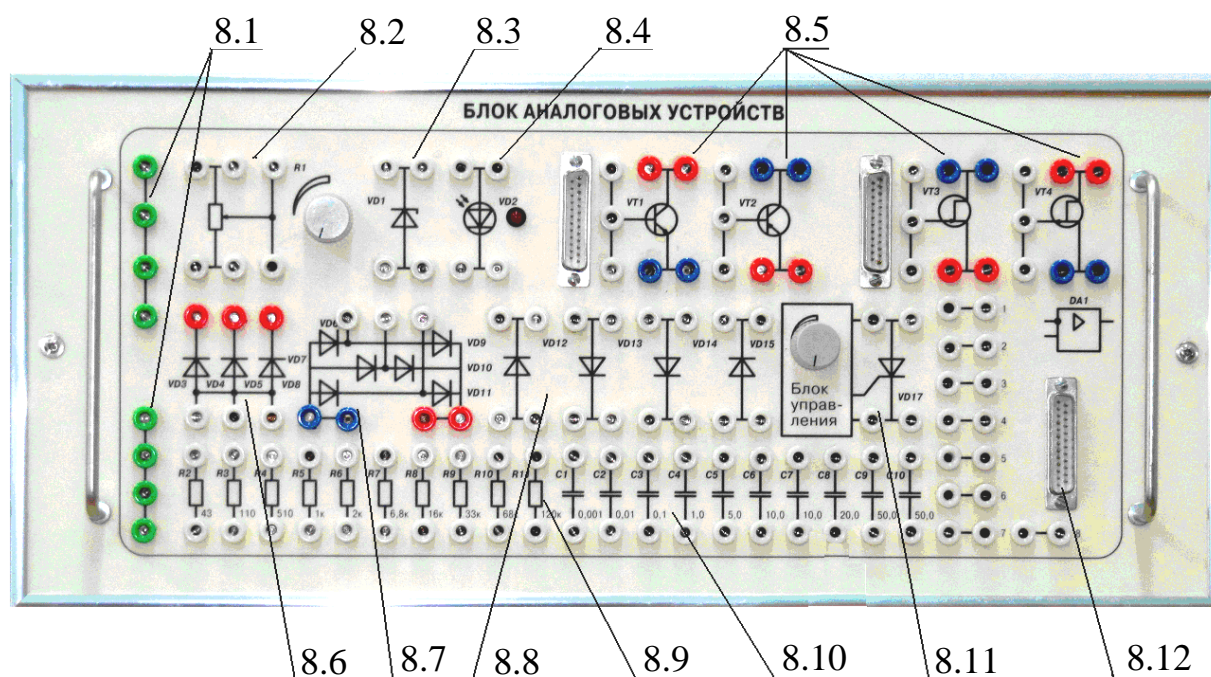 8.1 8.2 8.3 8.4 8.5
БЛОК АНАЛОГОВЫХ УСТРОЙСТВ
R1
VD1 VD2 VT1 VT2 VT3 VT4
DA1
VD6 VD9 VD12 VD13 VD14 VD15
VD7 VD10
VD3 VD4 VD5 VD8 VD11
Блок
управ-
ления
VD17
1
2
3
4
5
6
7 8
R2 R3 R4 R5 R6 R7 R8 R9 R10 C1 C2 C3 C4 C5 C6 C7 C8 C9 C10
43 110 510 1к 2к 6,8к 16к 33к 68к 120к 0,001 0,01 0,1 1,0 5,0 10,0 10,0 20,0 50,0 50,0
8.6 8.7 8.8 8.9 8.10 8.11 8.12